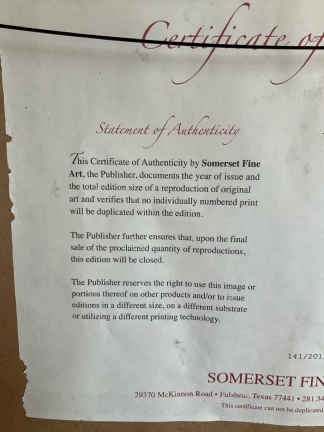 Certificate of
Statement of Authenticity
This Certificate of Authenticity by Somerset Fine
Art, the Publisher, documents the year of issue and
the total edition size of a reproduction of original
art and verifies that no individually numbered print
will be duplicated within the edition.
The Publisher further ensures that, upon the final
sale of the proclaimed quantity of reproductions,
this edition will be closed.
The Publisher reserves the right to use this image or
portions thereof on other products and/or to issue
editions in a different size, on a different substrate
or utilizing a different printing technology.
141/201
SOMERSET FIN
29370 McKinnon Road • Fulshear, Texas 77441 • 281.34
This certificate can not be duplicated